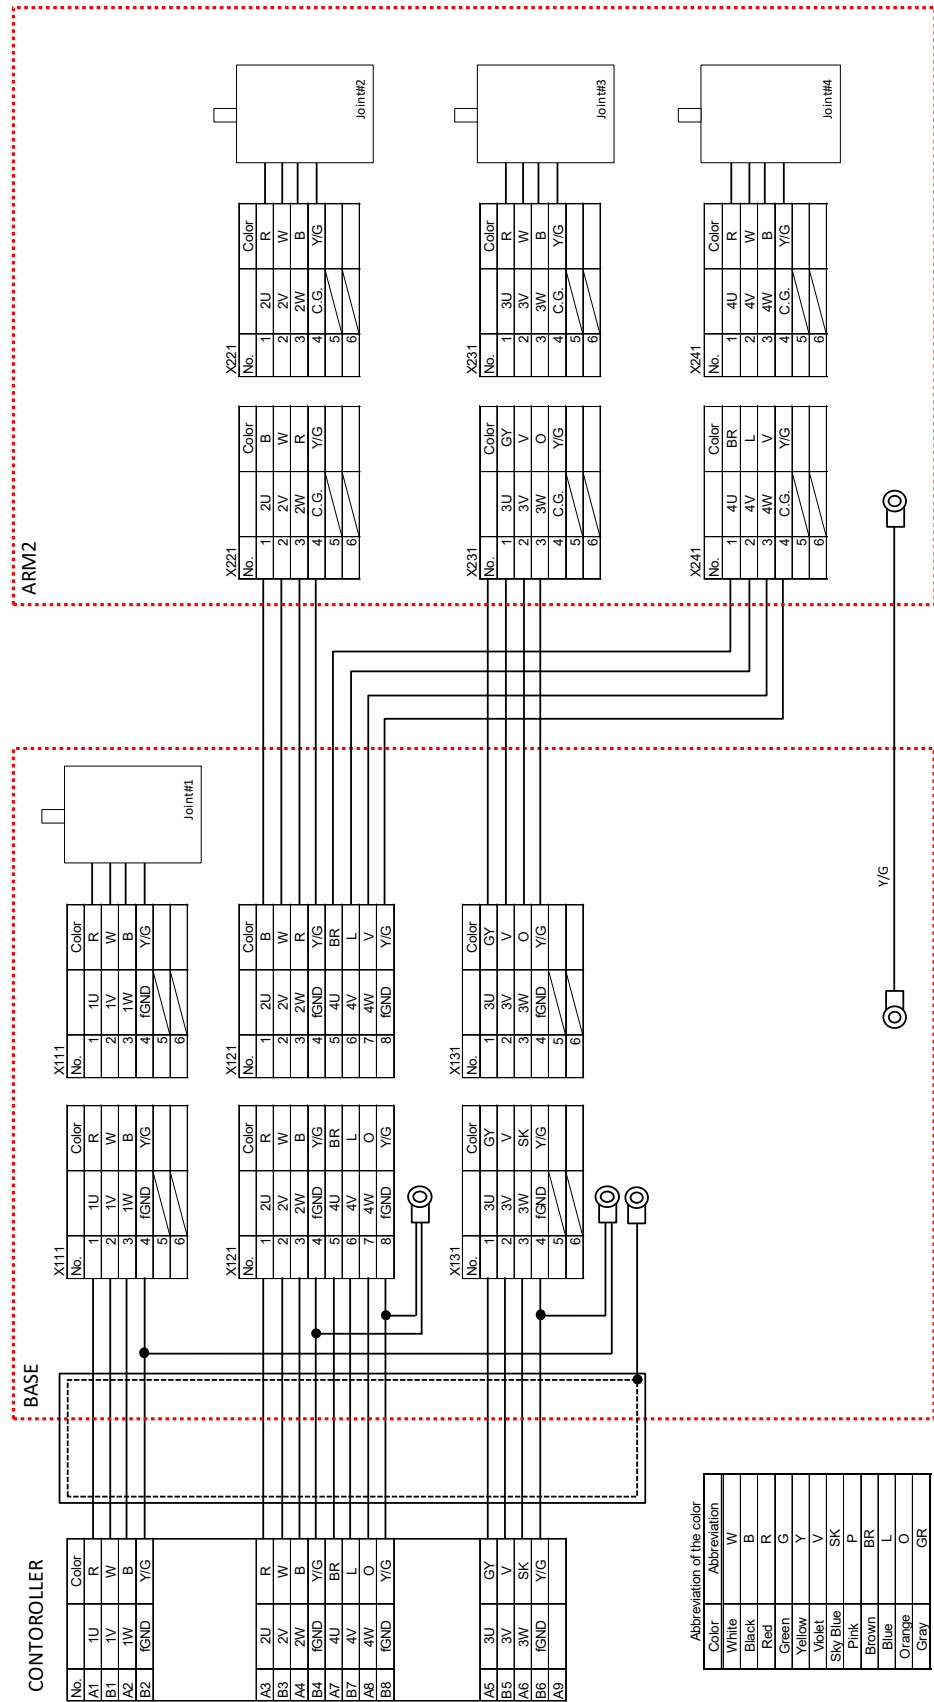 ARM2
Joint#2
Joint#3
Joint#4
X221
No. Color
1 2U R
2 2V W
3 2W B
4 C.G. Y/G
5
6
X231
No. Color
1 3U R
2 3V W
3 3W B
4 C.G. Y/G
5
6
X241
No. Color
1 4U R
2 4V W
3 4W B
4 C.G. Y/G
5
6
X221
No. Color
1 2U B
2 2V W
3 2W R
4 C.G. Y/G
5
6
X231
No. Color
1 3U GY
2 3V V
3 3W O
4 C.G. Y/G
5
6
X241
No. Color
1 4U BR
2 4V L
3 4W V
4 C.G. Y/G
5
6
BASE
Joint#1
Y/G
X111
No. Color
1 1U R
2 1V W
3 1W B
4 fGND Y/G
5
6
X121
No. Color
1 2U B
2 2V W
3 2W R
4 fGND Y/G
5 4U BR
6 4V L
7 4W V
8 fGND Y/G
X131
No. Color
1 3U GY
2 3V V
3 3W O
4 fGND Y/G
5
6
X111
No. Color
1 1U R
2 1V W
3 1W B
4 fGND Y/G
5
6
X121
No. Color
1 2U R
2 2V W
3 2W B
4 fGND Y/G
5 4U BR
6 4V L
7 4W O
8 fGND Y/G
X131
No. Color
1 3U GY
2 3V V
3 3W SK
4 fGND Y/G
5
6
CONTOROLLER
No. Color
A1 1U R
B1 1V W
A2 1W B
B2 fGND Y/G
A3 2U R
B3 2V W
A4 2W B
B4 fGND Y/G
A7 4U BR
B7 4V L
A8 4W O
B8 fGND Y/G
A5 3U GY
B5 3V V
A6 3W SK
B6 fGND Y/G
A9
Abbreviation of the color
Color Abbreviation
White W
Black B
Red R
Green G
Yellow Y
Violet V
Sky Blue SK
Pink P
Brown BR
Blue L
Orange O
Gray GR